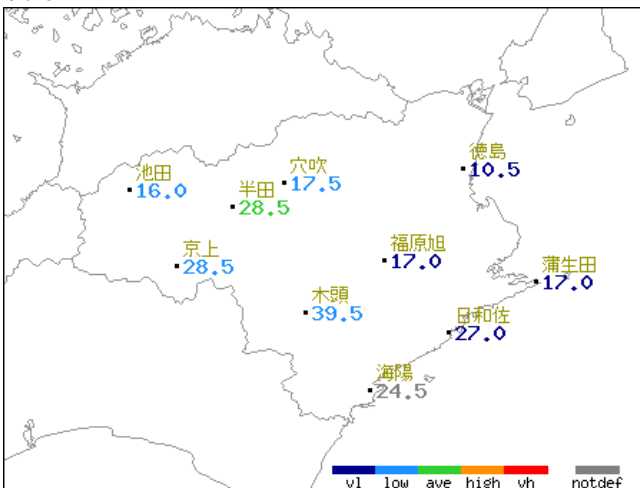 徳島
10.5
穴吹
17.5
池田
16.0
半田
28.5
福原旭
17.0
京上
28.5
蒲生田
17.0
木頭
39.5
日和佐
27.0
海陽
24.5
vl low ave high vh notdef